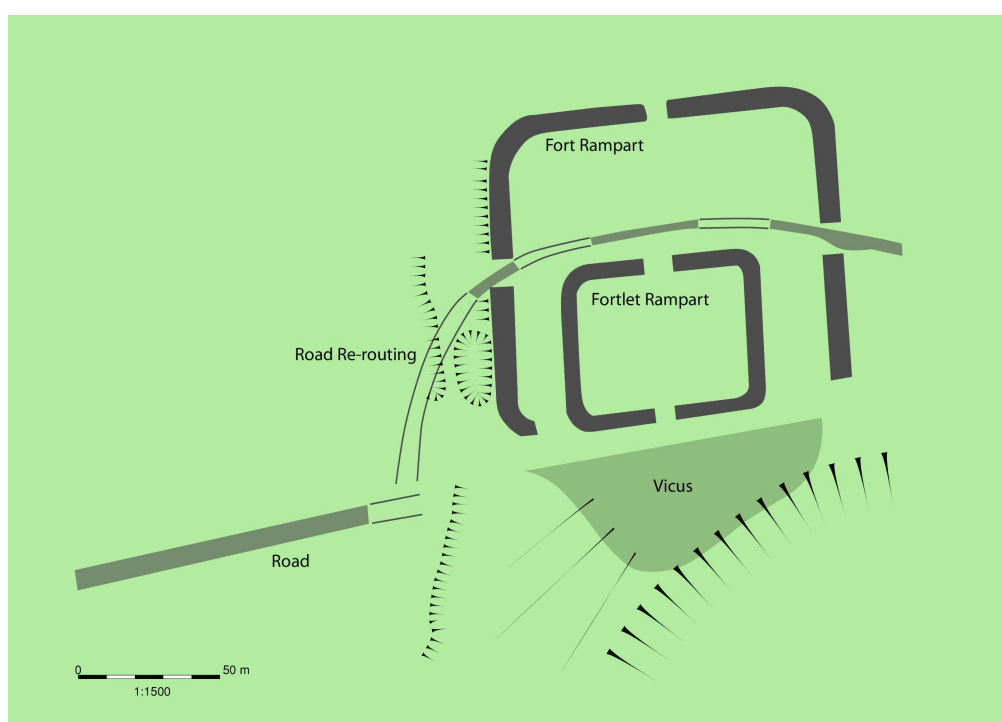 Fort Rampart
Fortlet Rampart
Road Re-routing
Vicus
Road
0 50 m
1:1500